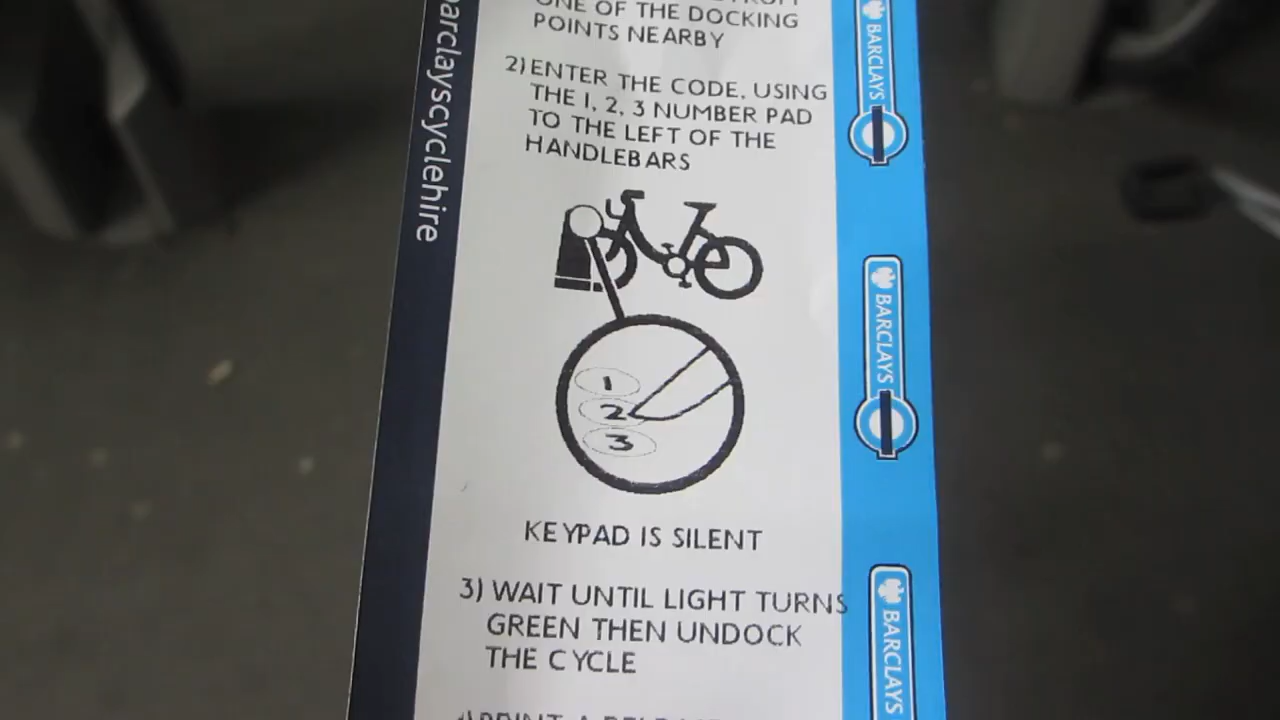 ONE OF THE DOCKING
POINTS NEARBY
2) ENTER THE CODE, USING
THE 1, 2, 3 NUMBER PAD
TO THE LEFT OF THE
HANDLEBARS
1
2
3
KEYPAD IS SILENT
3) WAIT UNTIL LIGHT TURNS
GREEN THEN UNDOCK
THE CYCLE
barclayscyclehire
BARCLAYS
BARCLAYS
BARCLAYS